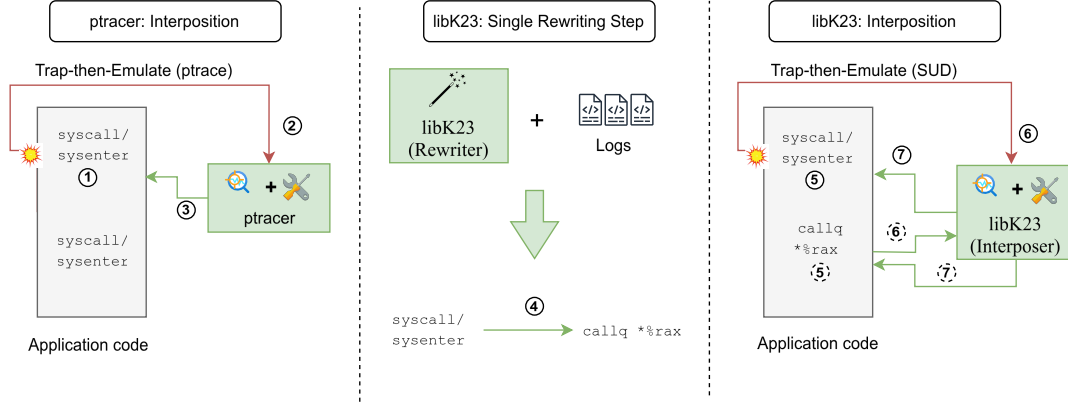 ptracer: Interposition
Trap-then-Emulate (ptrace)
syscall/
sysenter
1
2
3
+
ptracer
syscall/
sysenter
Application code
libK23: Single Rewriting Step
libK23
(Rewriter)
+
Logs
4
syscall/
sysenter
callq *%rax
libK23: Interposition
Trap-then-Emulate (SUD)
syscall/
sysenter
5
6
7
+
libK23
(Interposer)
callq
*%rax
5
6
7
Application code